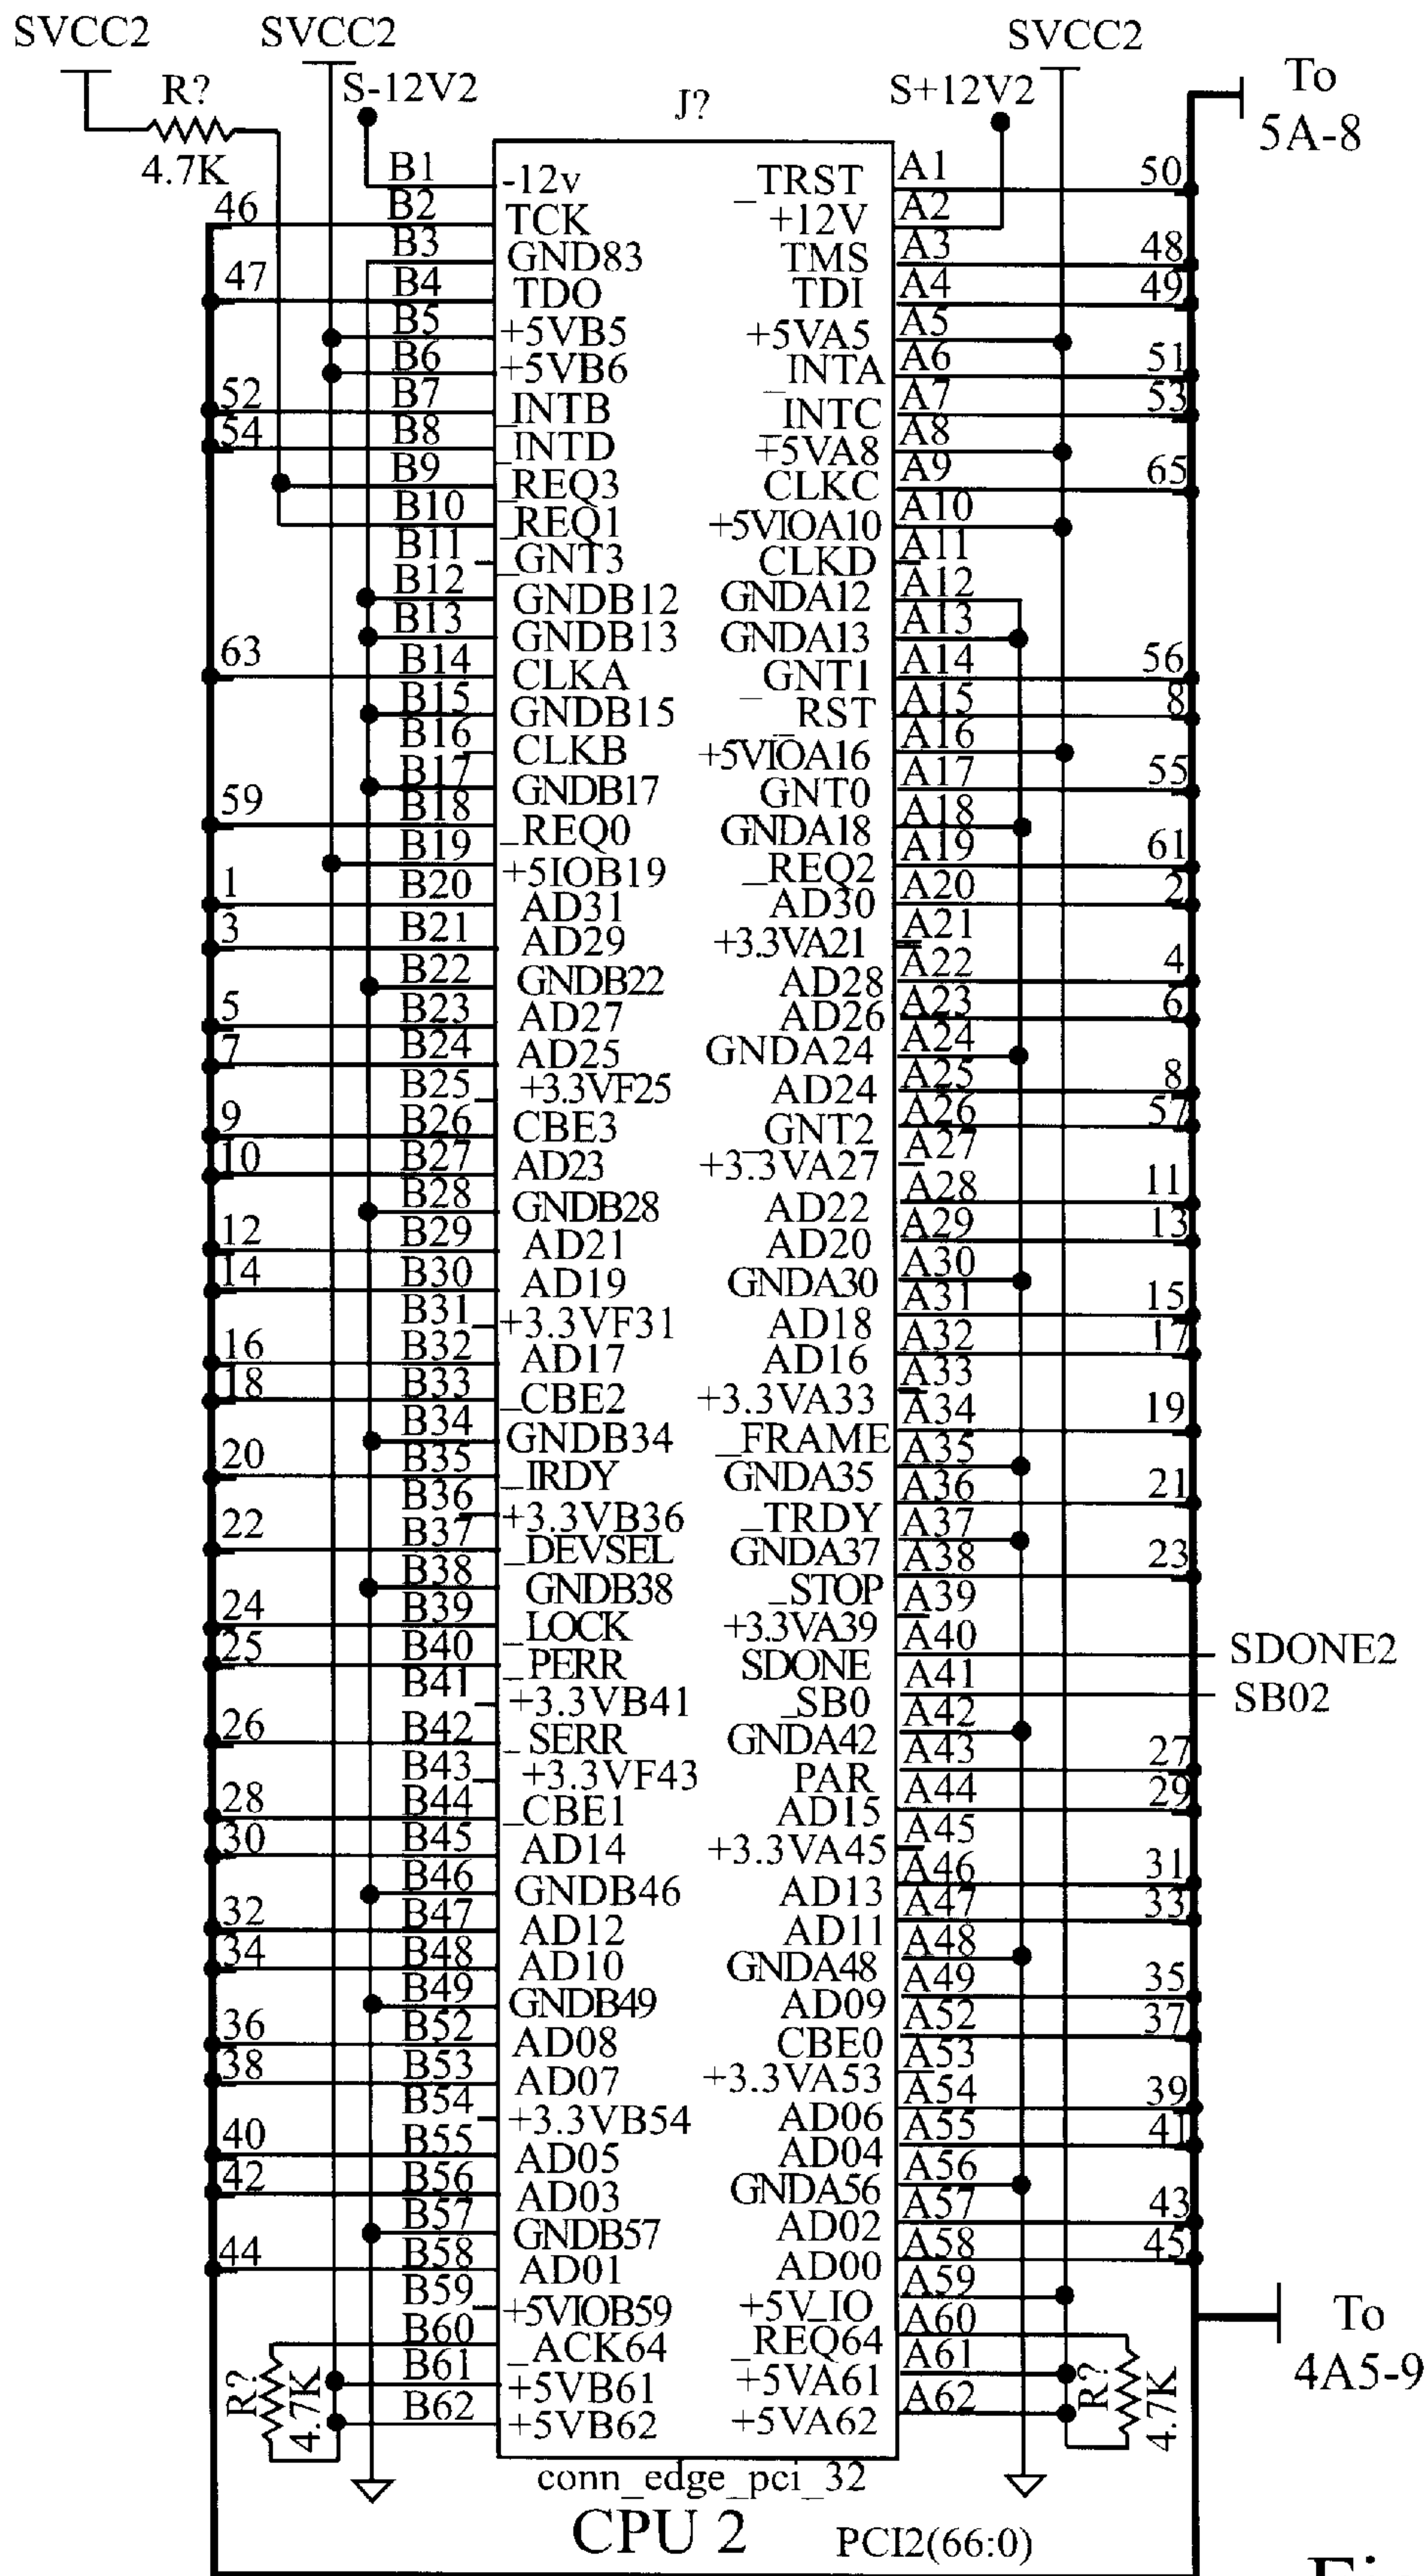 SVCC2 SVCC2 SVCC2
R? S-12V2 J? S+12V2 To
4.7K 5A-8
B1 -12v _TRST A1 50
46 B2 TCK +12V A2
B3 GND83 TMS A3 48
47 B4 TDO TDI A4 49
B5 +5VB5 +5VA5 A5
B6 +5VB6 _INTA A6 51
52 B7 _INTB _INTC A7 53
54 B8 _INTD +5VA8 A8
B9 _REQ3 CLKC A9 65
B10 _REQ1 +5VIOA10 A10
B11 _GNT3 CLKD A11
B12 GNDB12 GNDA12 A12
B13 GNDB13 GNDA13 A13
63 B14 CLKA _GNT1 A14 56
B15 GNDB15 _RST A15 8
B16 CLKB +5VIOA16 A16
B17 GNDB17 GNT0 A17 55
59 B18 _REQ0 GNDA18 A18
B19 +5IOB19 _REQ2 A19 61
1 B20 AD31 AD30 A20 2
3 B21 AD29 +3.3VA21 A21
B22 GNDB22 AD28 A22 4
5 B23 AD27 AD26 A23 6
7 B24 AD25 GNDA24 A24
B25 +3.3VF25 AD24 A25 8
9 B26 CBE3 GNT2 A26 57
10 B27 AD23 +3.3VA27 A27
B28 GNDB28 AD22 A28 11
12 B29 AD21 AD20 A29 13
14 B30 AD19 GNDA30 A30
B31 +3.3VF31 AD18 A31 15
16 B32 AD17 AD16 A32 17
18 B33 _CBE2 +3.3VA33 A33
B34 GNDB34 _FRAME A34 19
20 B35 _IRDY GNDA35 A35
B36 +3.3VB36 _TRDY A36 21
22 B37 _DEVSEL GNDA37 A37
B38 GNDB38 _STOP A38 23
24 B39 _LOCK +3.3VA39 A39
25 B40 _PERR SDONE A40 SDONE2
B41 +3.3VB41 _SB0 A41 SB02
26 B42 _SERR GNDA42 A42
B43 +3.3VF43 PAR A43 27
28 B44 _CBE1 AD15 A44 29
30 B45 AD14 +3.3VA45 A45
B46 GNDB46 AD13 A46 31
32 B47 AD12 AD11 A47 33
34 B48 AD10 GNDA48 A48
B49 GNDB49 AD09 A49 35
36 B52 AD08 CBE0 A52 37
38 B53 AD07 +3.3VA53 A53
B54 +3.3VB54 AD06 A54 39
40 B55 AD05 AD04 A55 41
42 B56 AD03 GNDA56 A56
B57 GNDB57 AD02 A57 43
44 B58 AD01 AD00 A58 45
B59 +5VIOB59 +5V_IO A59 To
B60 _ACK64 _REQ64 A60 4A5-9
R? 4.7K B61 +5VB61 +5VA61 A61 R? 4.7K
B62 +5VB62 +5VA62 A62
conn_edge_pci_32
CPU 2 PCI2(66:0)